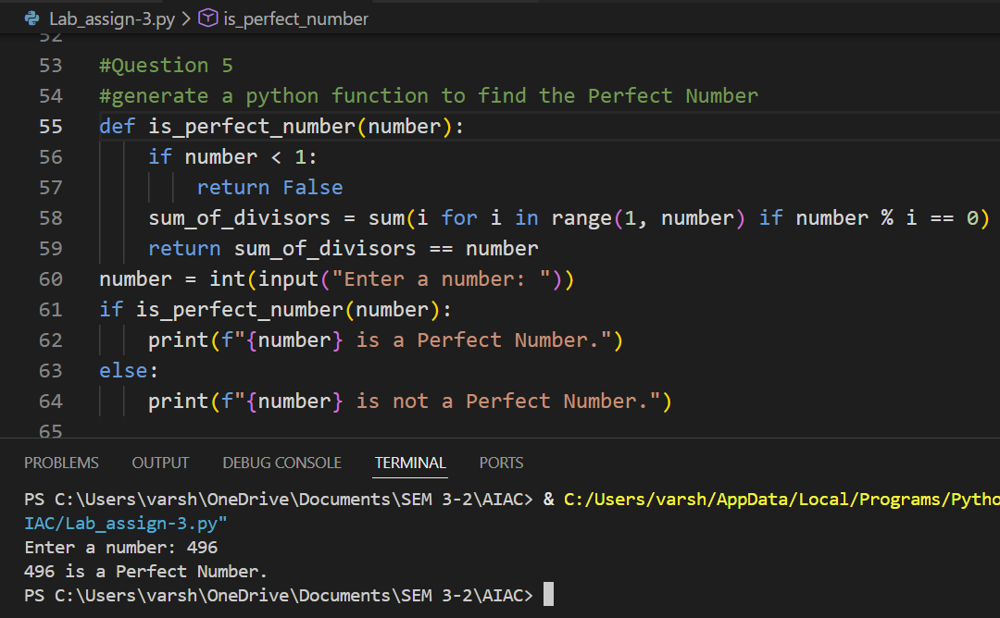 Lab_assign-3.py > is_perfect_number
52
53 #Question 5
54 #generate a python function to find the Perfect Number
55 def is_perfect_number(number):
56     if number < 1:
57         return False
58     sum_of_divisors = sum(i for i in range(1, number) if number % i == 0)
59     return sum_of_divisors == number
60 number = int(input("Enter a number: "))
61 if is_perfect_number(number):
62     print(f"{number} is a Perfect Number.")
63 else:
64     print(f"{number} is not a Perfect Number.")
65
PROBLEMS OUTPUT DEBUG CONSOLE TERMINAL PORTS
PS C:\Users\varsh\OneDrive\Documents\SEM 3-2\AIAC> & C:/Users/varsh/AppData/Local/Programs/Pytho
IAC/Lab_assign-3.py"
Enter a number: 496
496 is a Perfect Number.
PS C:\Users\varsh\OneDrive\Documents\SEM 3-2\AIAC>